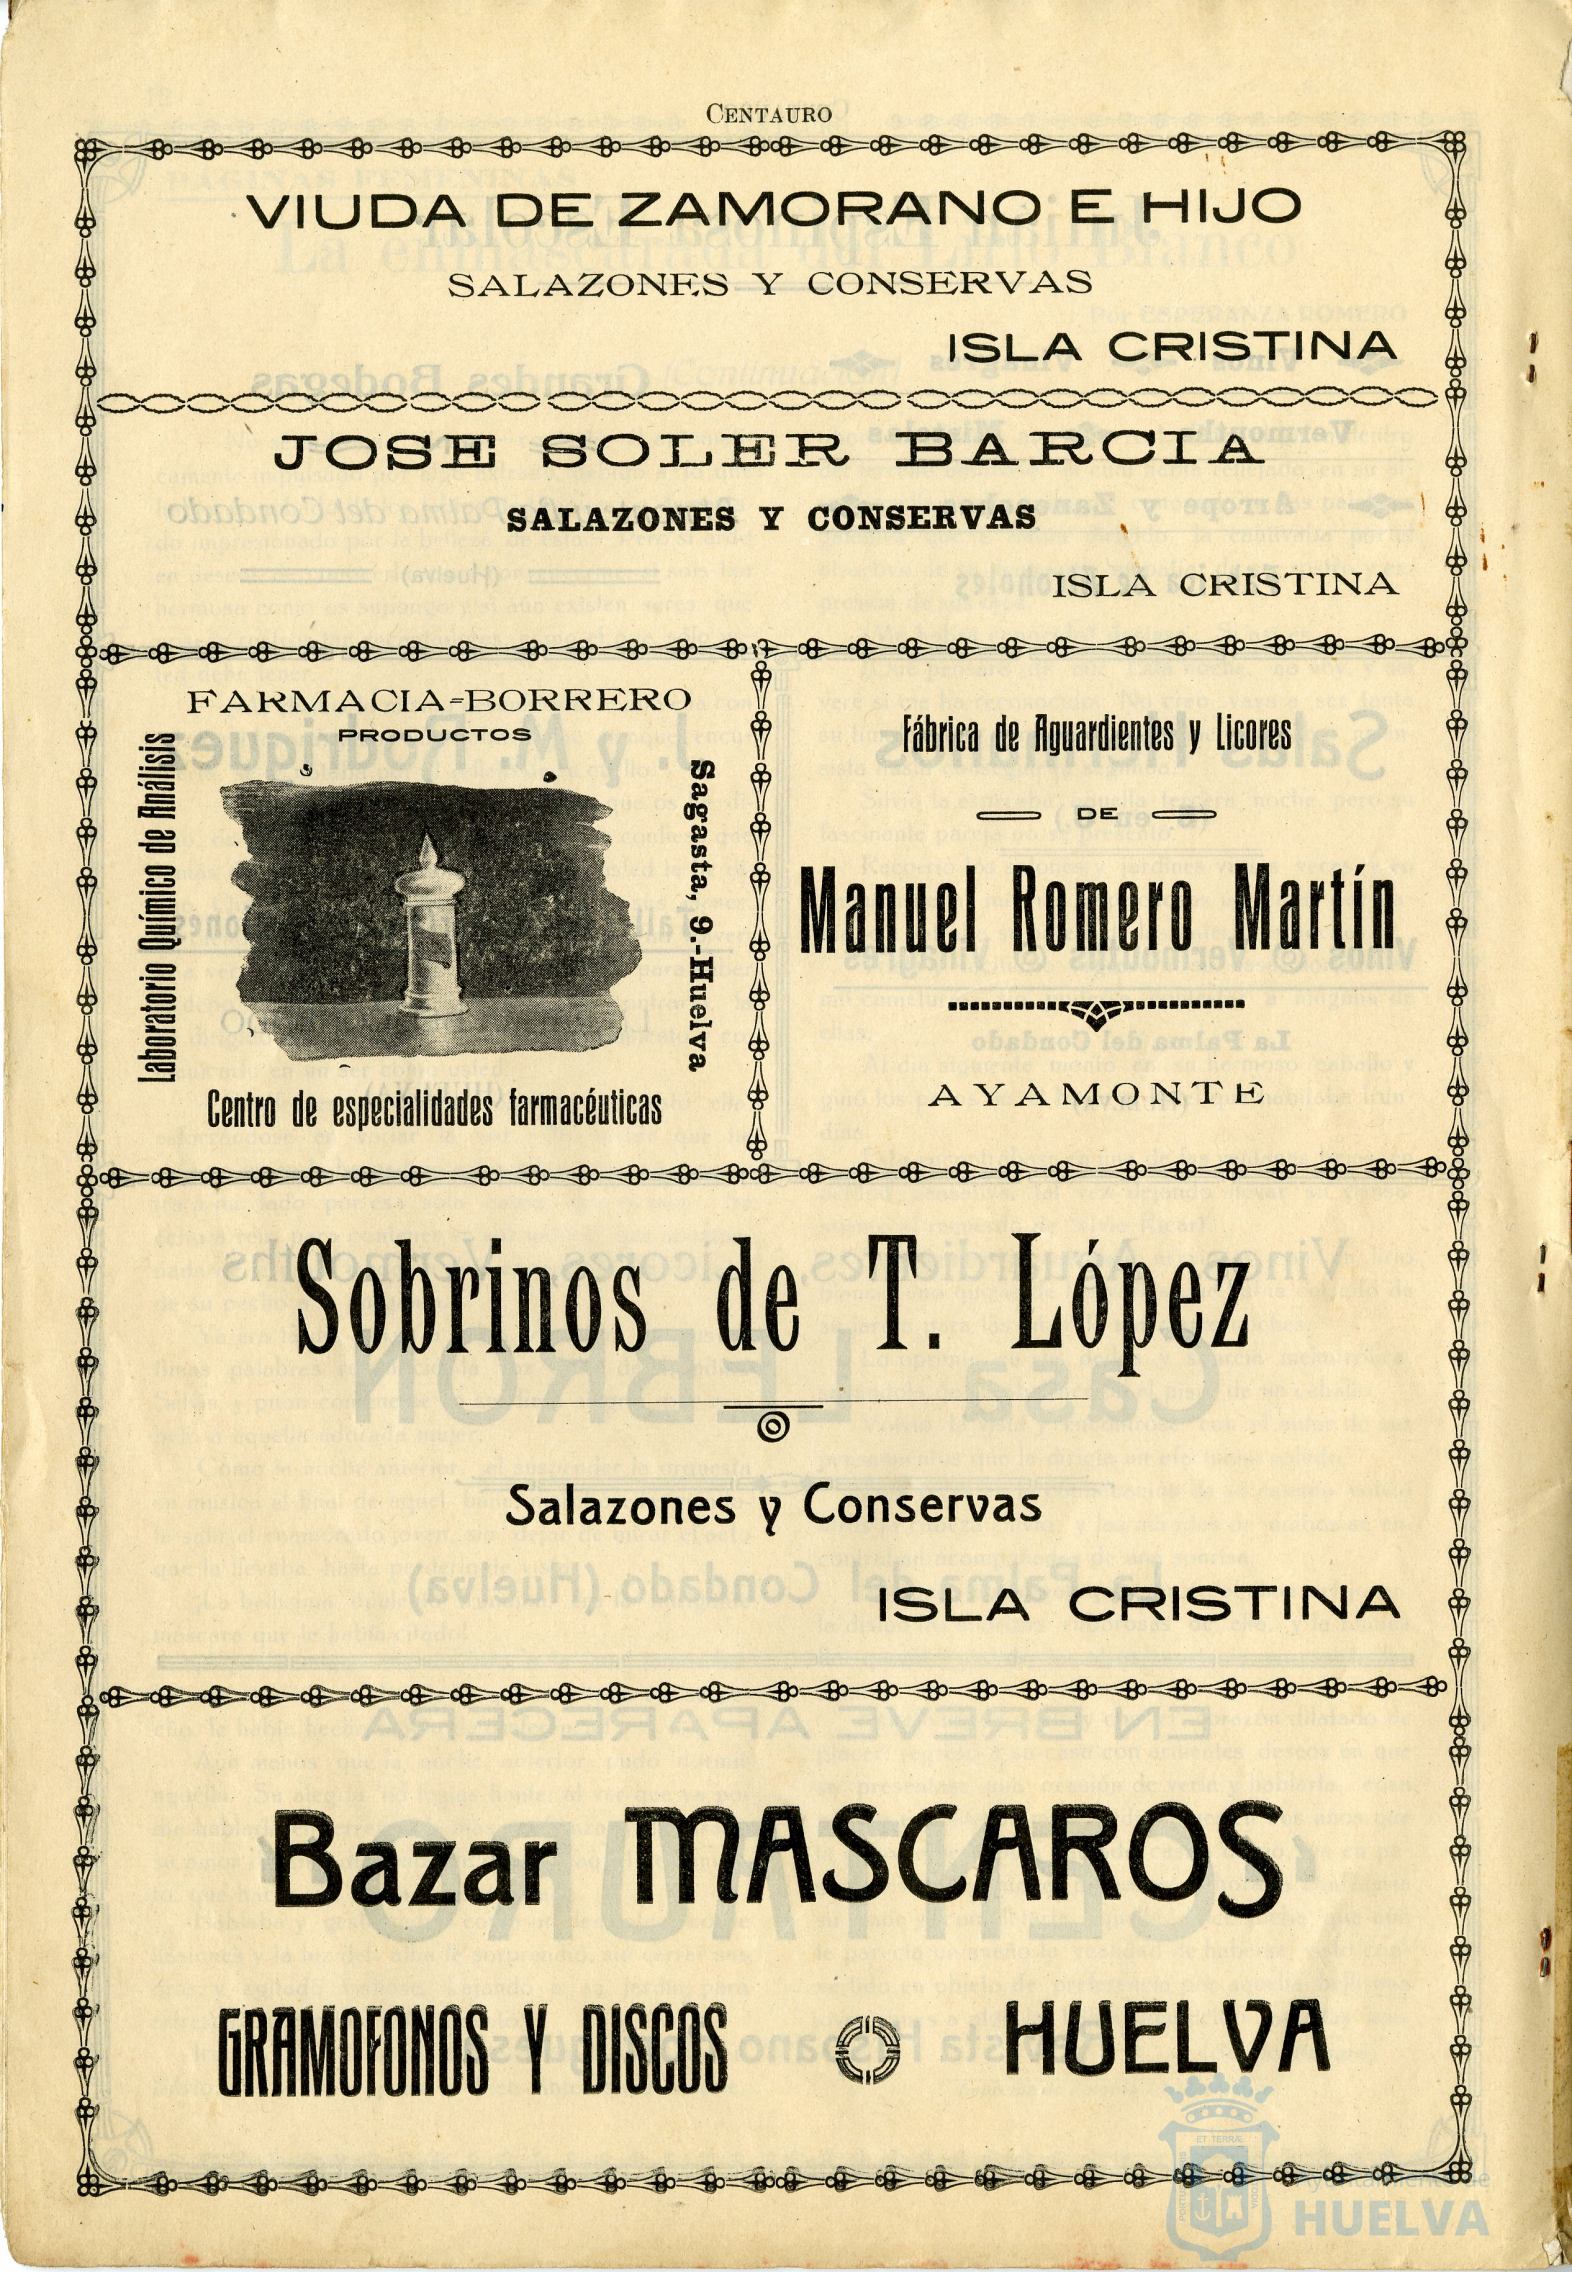 CENTAURO
VIUDA DE ZAMORANO E HIJO
SALAZONES Y CONSERVAS
ISLA CRISTINA
JOSE SOLER BARCIA
SALAZONES Y CONSERVAS
ISLA CRISTINA
FARMACIA=BORRERO
PRODUCTOS
Laboratorio Químico de Análisis
Sagasta, 9.-Huelva
Centro de especialidades farmacéuticas
Fábrica de Aguardientes y Licores
DE
Manuel Romero Martín
AYAMONTE
Sobrinos de T. López
Salazones y Conservas
ISLA CRISTINA
Bazar MASCAROS
GRAMOFONOS Y DISCOS
HUELVA
Ayuntamiento de
HUELVA